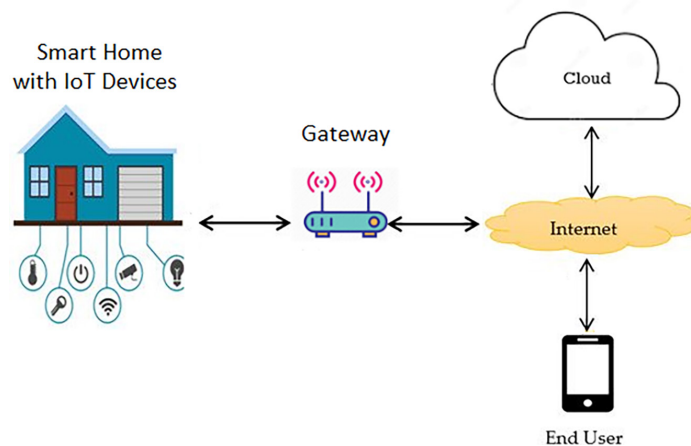 Smart Home
with IoT Devices
Gateway
Cloud
Internet
End User